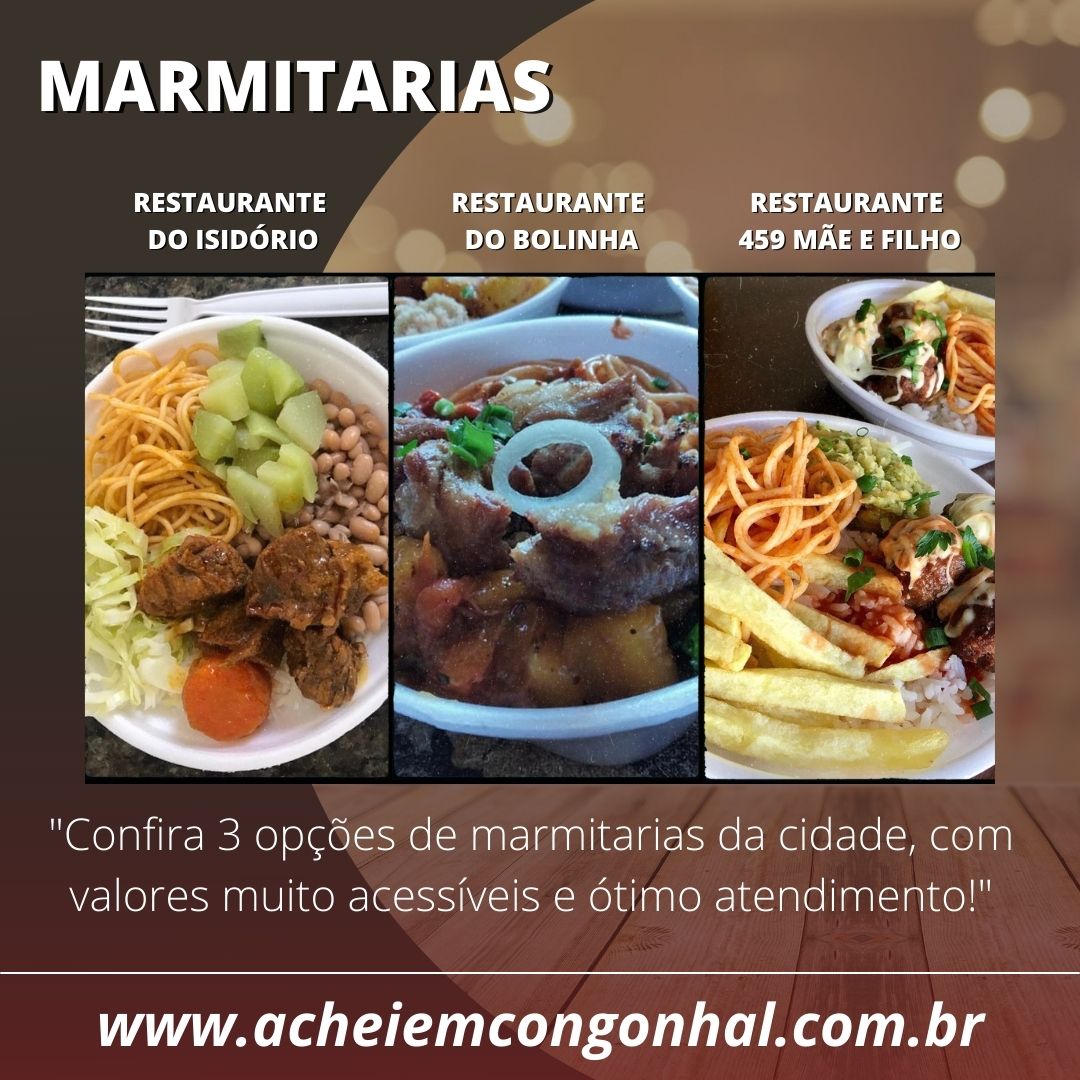 MARMITARIAS
RESTAURANTE
DO ISIDÓRIO
RESTAURANTE
DO BOLINHA
RESTAURANTE
459 MÃE E FILHO
"Confira 3 opções de marmitarias da cidade, com
valores muito acessíveis e ótimo atendimento!"
www.acheiemcongonhal.com.br